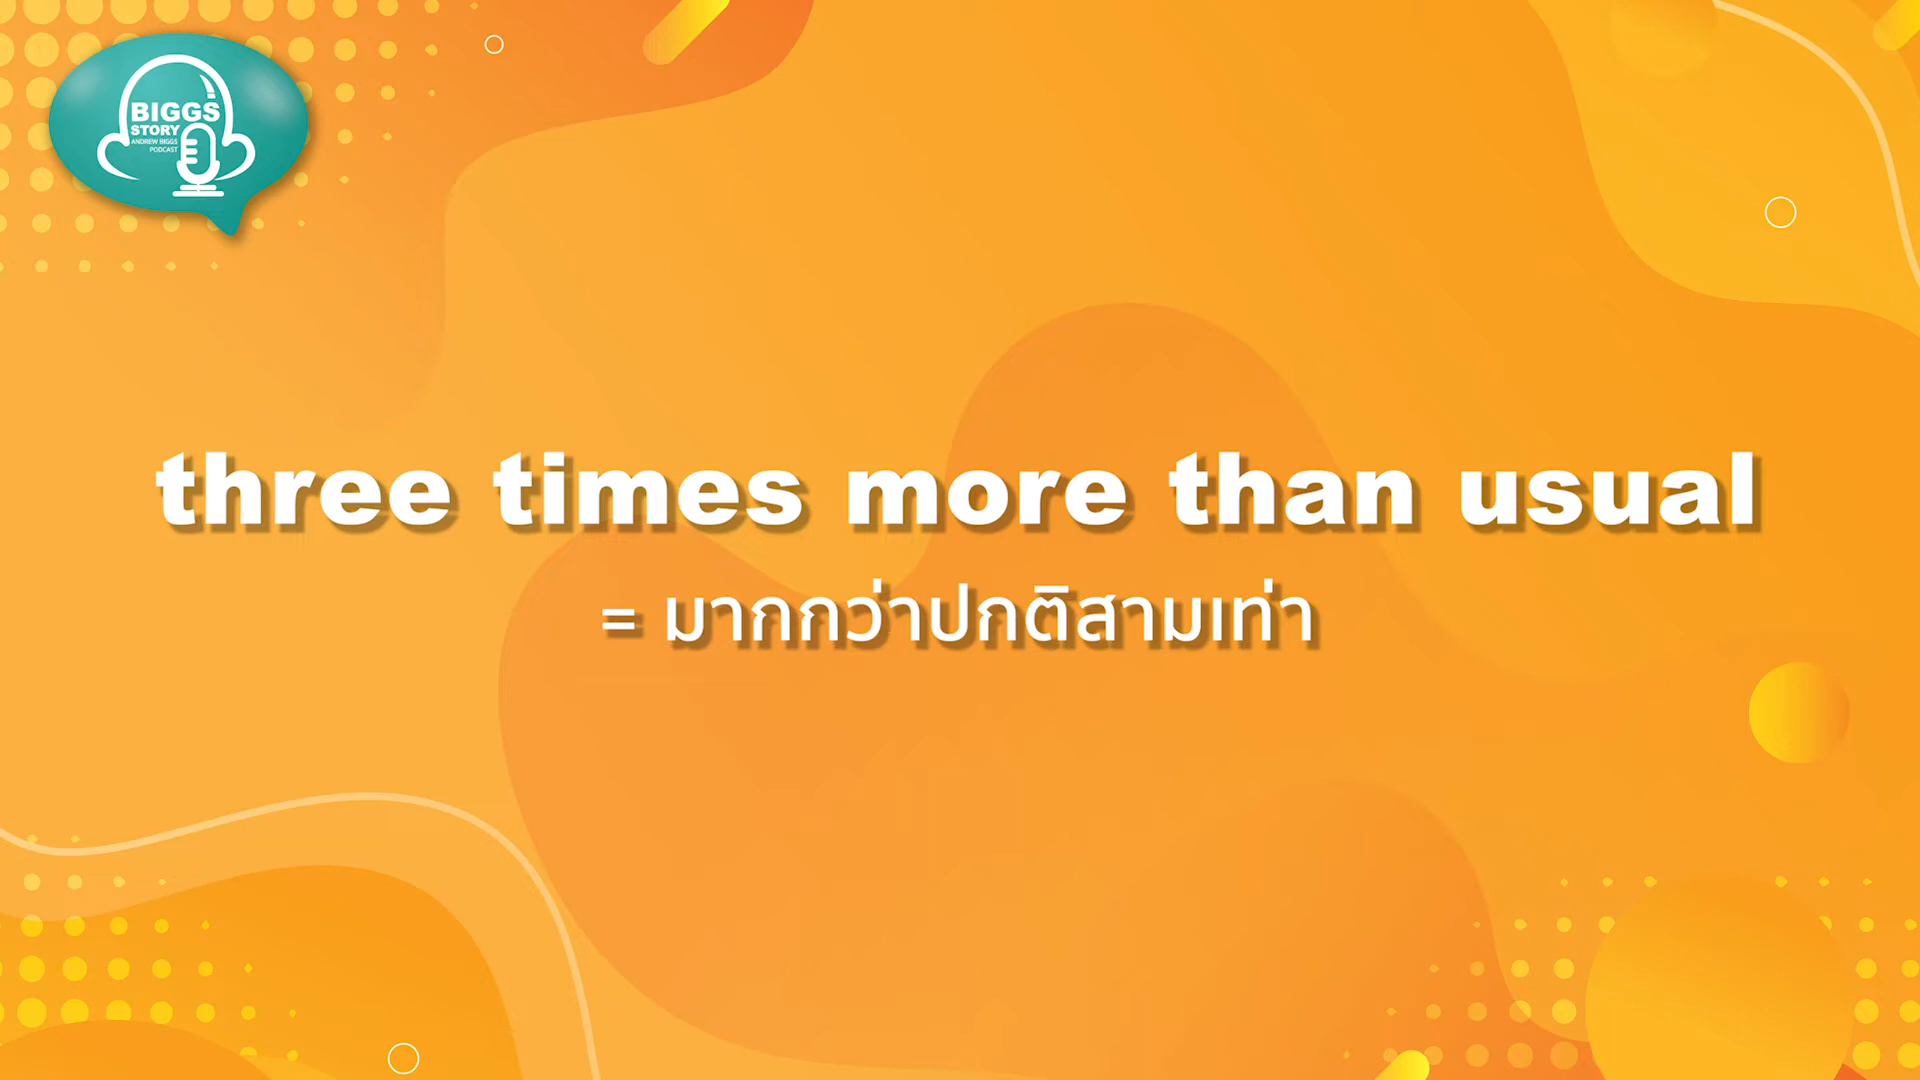 BIGGS
STORY
ANDREW BIGGS
PODCAST
three times more than usual
= มากกว่าปกติสามเท่า